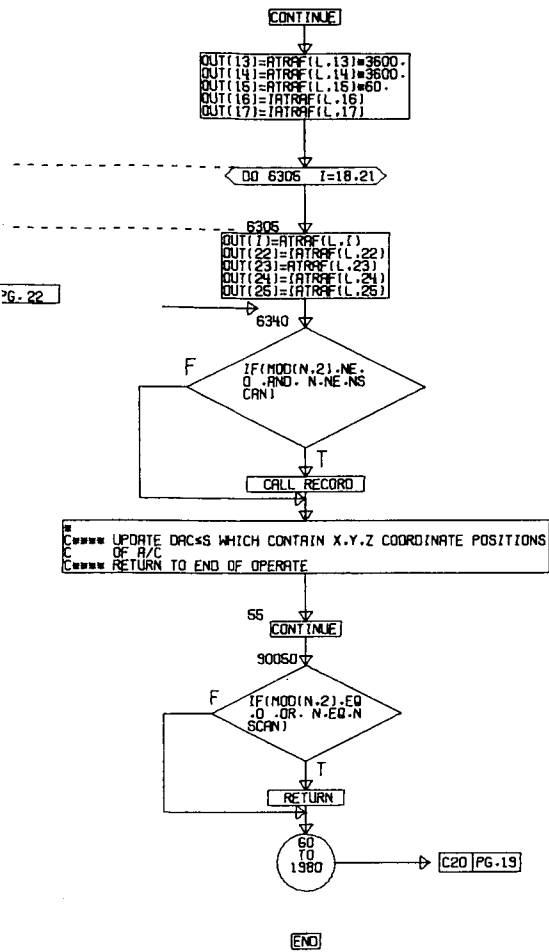 CONTINUE
OUT(13)=ATRAF(L,13)*3600.
OUT(14)=ATRAF(L,14)*3600.
OUT(15)=ATRAF(L,15)*60.
OUT(16)=IATRAF(L,16)
OUT(17)=IATRAF(L,17)
DO 6305 I=18,21
6305
OUT(I)=ATRAF(L,I)
OUT(22)=IATRAF(L,22)
OUT(23)=ATRAF(L,23)
OUT(24)=IATRAF(L,24)
OUT(25)=IATRAF(L,25)
PG. 22
6340
F
IF(MOD(N,2).NE.
0 .AND. N.NE.NS
CAN)
T
CALL RECORD
*
C**** UPDATE DAC≤S WHICH CONTAIN X,Y,Z COORDINATE POSITIONS
C OF A/C
C**** RETURN TO END OF OPERATE
55
CONTINUE
90050
F
IF(MOD(N,2).EQ
.0 .OR. N.EQ.N
SCAN)
T
RETURN
GO
TO
1980
C20 PG.19
END